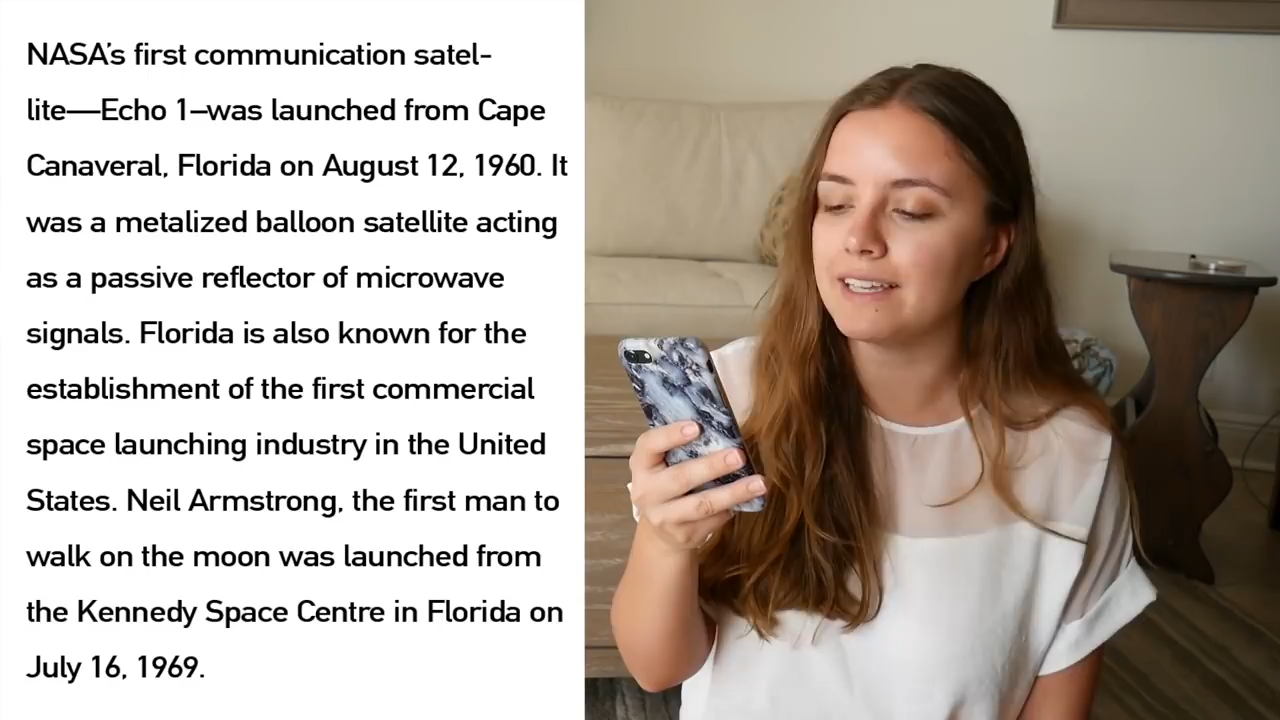 NASA's first communication satel-
lite—Echo 1–was launched from Cape
Canaveral, Florida on August 12, 1960. It
was a metalized balloon satellite acting
as a passive reflector of microwave
signals. Florida is also known for the
establishment of the first commercial
space launching industry in the United
States. Neil Armstrong, the first man to
walk on the moon was launched from
the Kennedy Space Centre in Florida on
July 16, 1969.